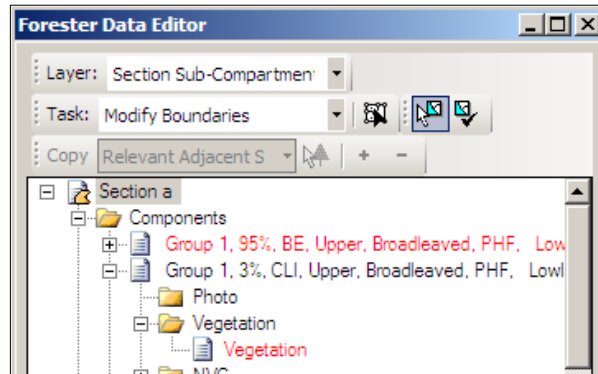 Forester Data Editor
Layer: Section Sub-Compartment
Task: Modify Boundaries
Copy Relevant Adjacent S
Section a
Components
Group 1, 95%, BE, Upper, Broadleaved, PHF, Low
Group 1, 3%, CLI, Upper, Broadleaved, PHF, Lowl
Photo
Vegetation
Vegetation
NVC